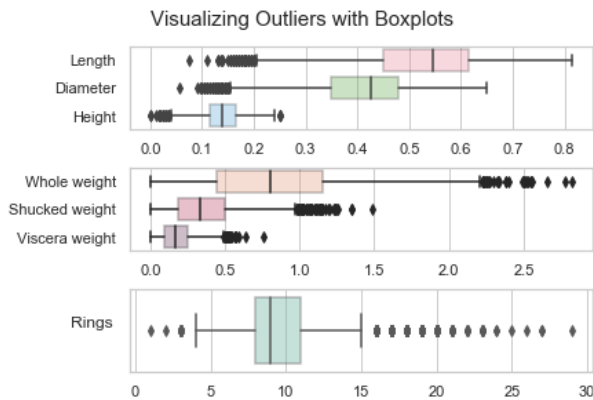 Visualizing Outliers with Boxplots
Length
Diameter
Height
0.0 0.1 0.2 0.3 0.4 0.5 0.6 0.7 0.8
Whole weight
Shucked weight
Viscera weight
0.0 0.5 1.0 1.5 2.0 2.5
Rings
0 5 10 15 20 25 30